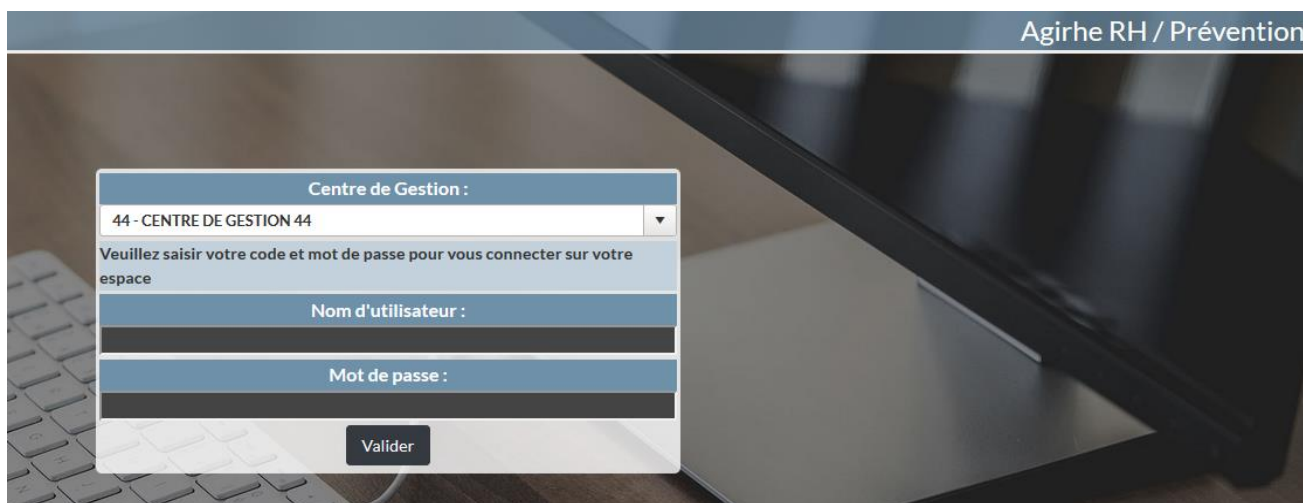 Agirhe RH / Prévention
Centre de Gestion :
44 - CENTRE DE GESTION 44
Veuillez saisir votre code et mot de passe pour vous connecter sur votre
espace
Nom d'utilisateur :
Mot de passe :
Valider